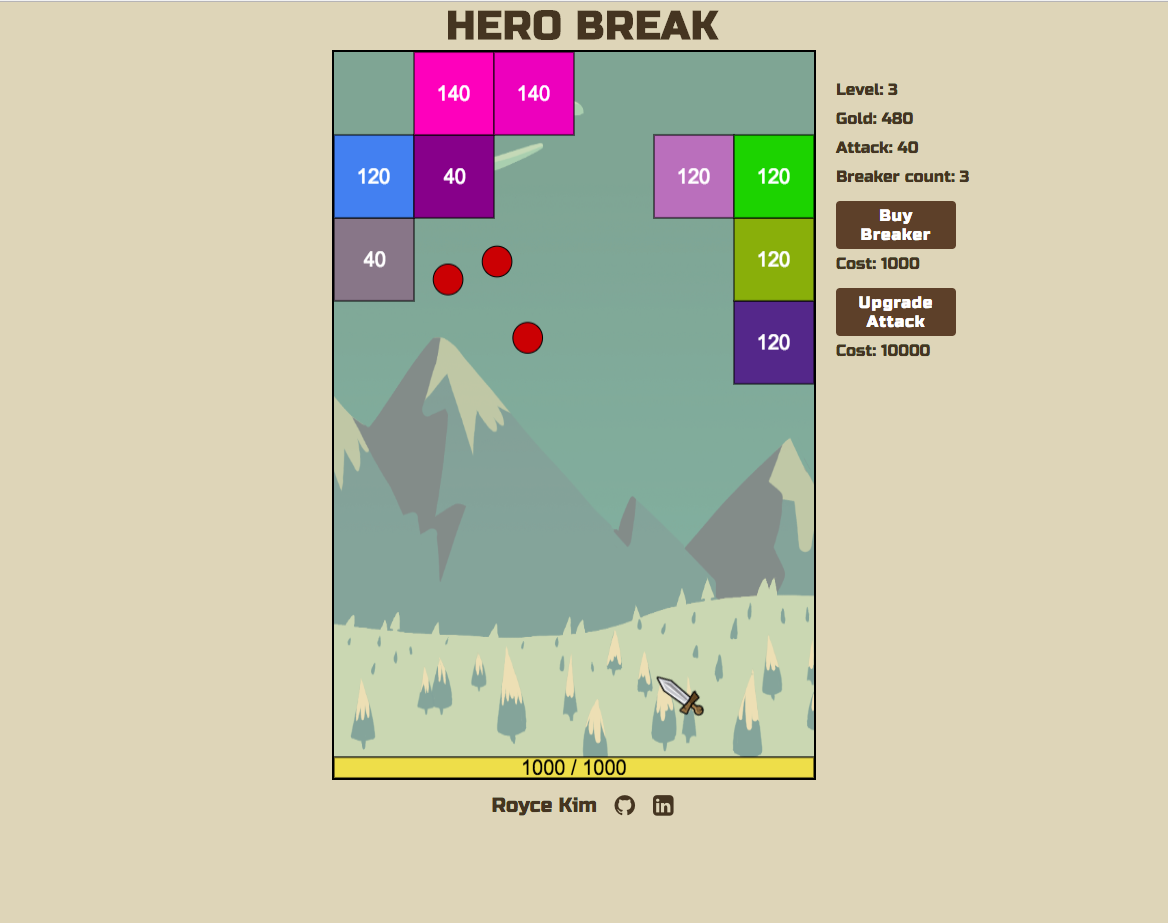 HERO BREAK
140 140
120 40 120 120
40 120
120
1000 / 1000
Level: 3
Gold: 480
Attack: 40
Breaker count: 3
Buy
Breaker
Cost: 1000
Upgrade
Attack
Cost: 10000
Royce Kim